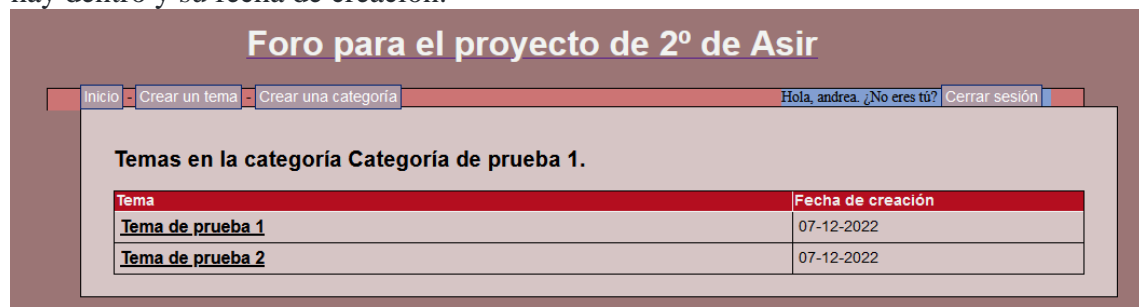 hay dentro y su fecha de creación.
Foro para el proyecto de 2º de Asir
Inicio - Crear un tema - Crear una categoría Hola, andrea. ¿No eres tú? Cerrar sesión
Temas en la categoría Categoría de prueba 1.
Tema Fecha de creación
Tema de prueba 1 07-12-2022
Tema de prueba 2 07-12-2022